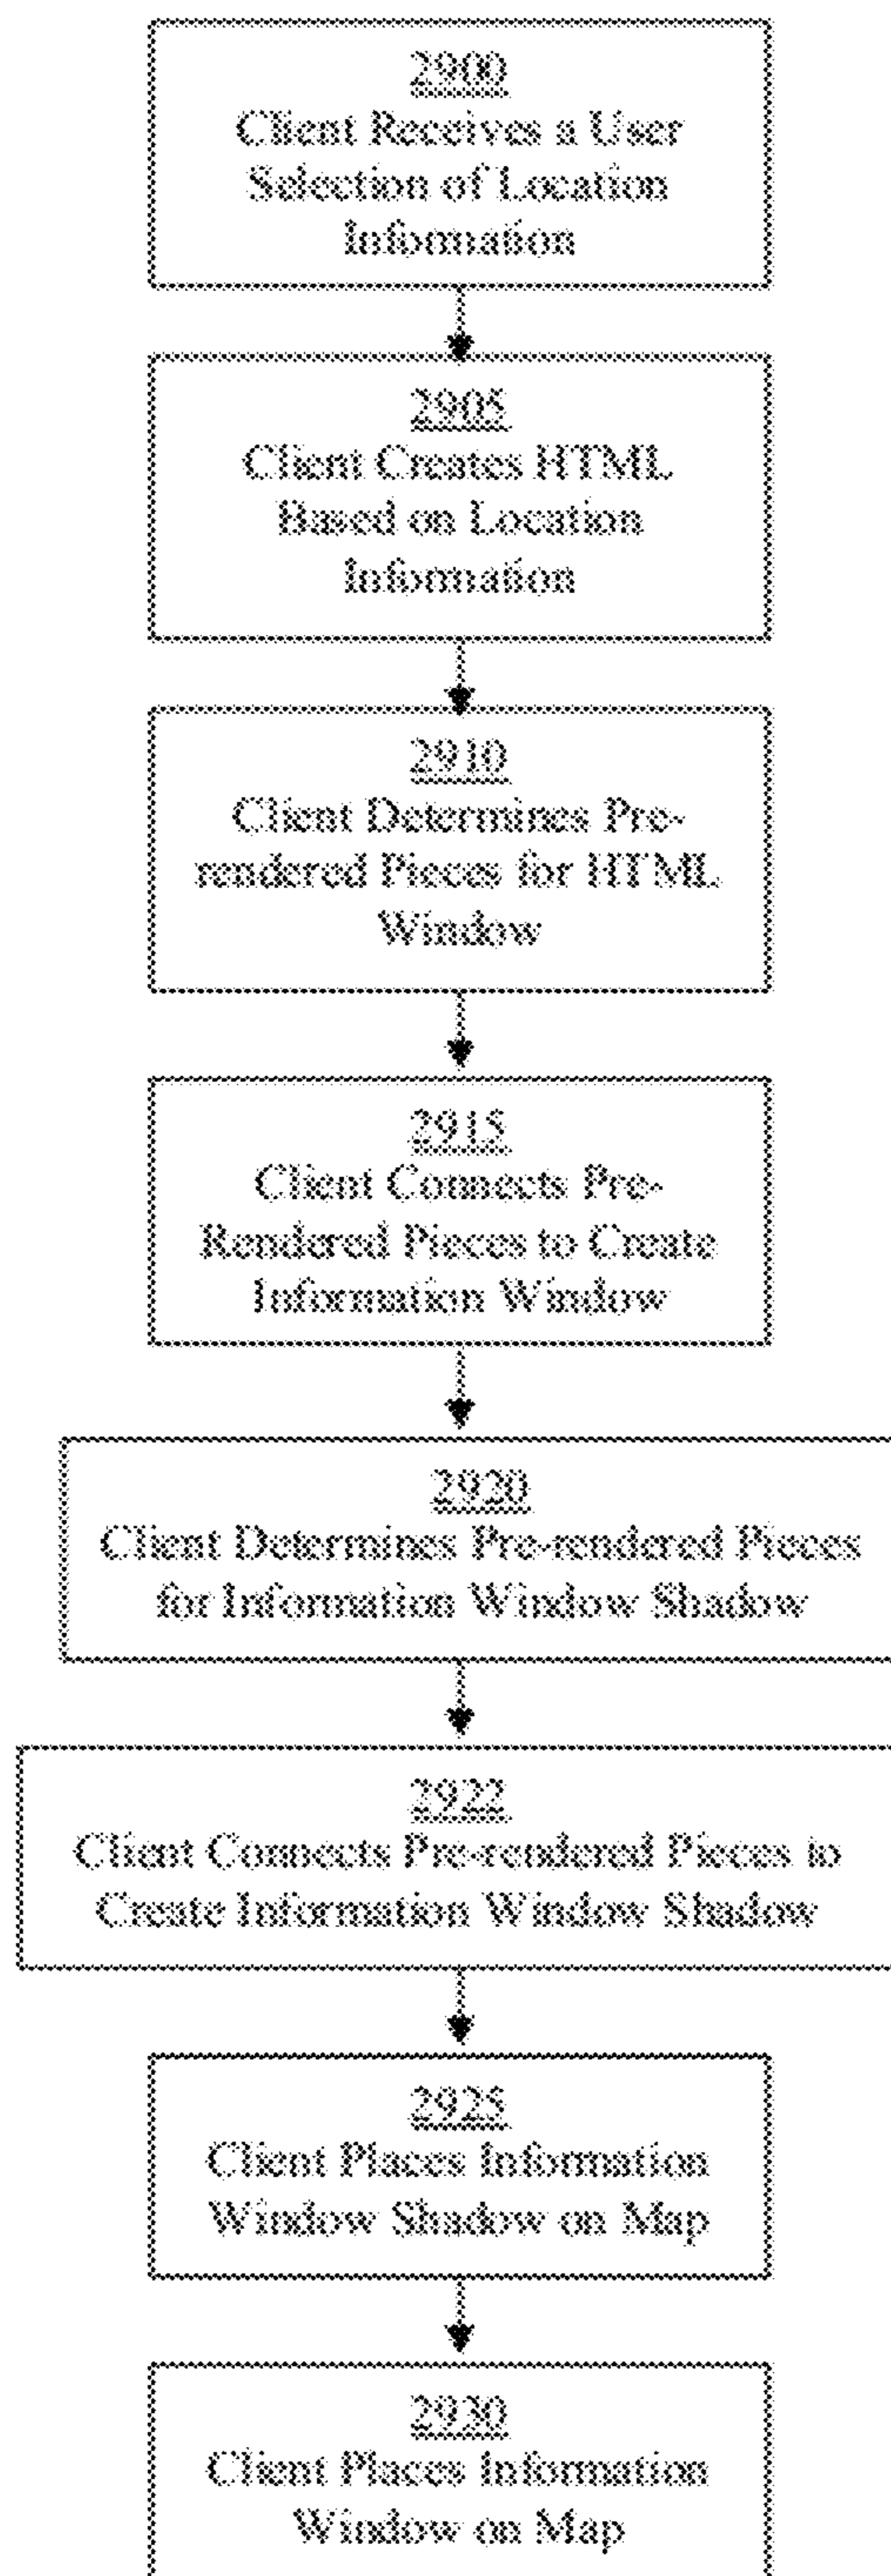 2900
Client Receives a User
Selection of Location
Information
2905
Client Creates HTML
Based on Location
Information
2910
Client Determines Pre-
rendered Pieces for HTML
Window
2915
Client Connects Pre-
Rendered Pieces to Create
Information Window
2920
Client Determines Pre-rendered Pieces
for Information Window Shadow
2922
Client Connects Pre-rendered Pieces to
Create Information Window Shadow
2925
Client Places Information
Window Shadow on Map
2930
Client Places Information
Window on Map